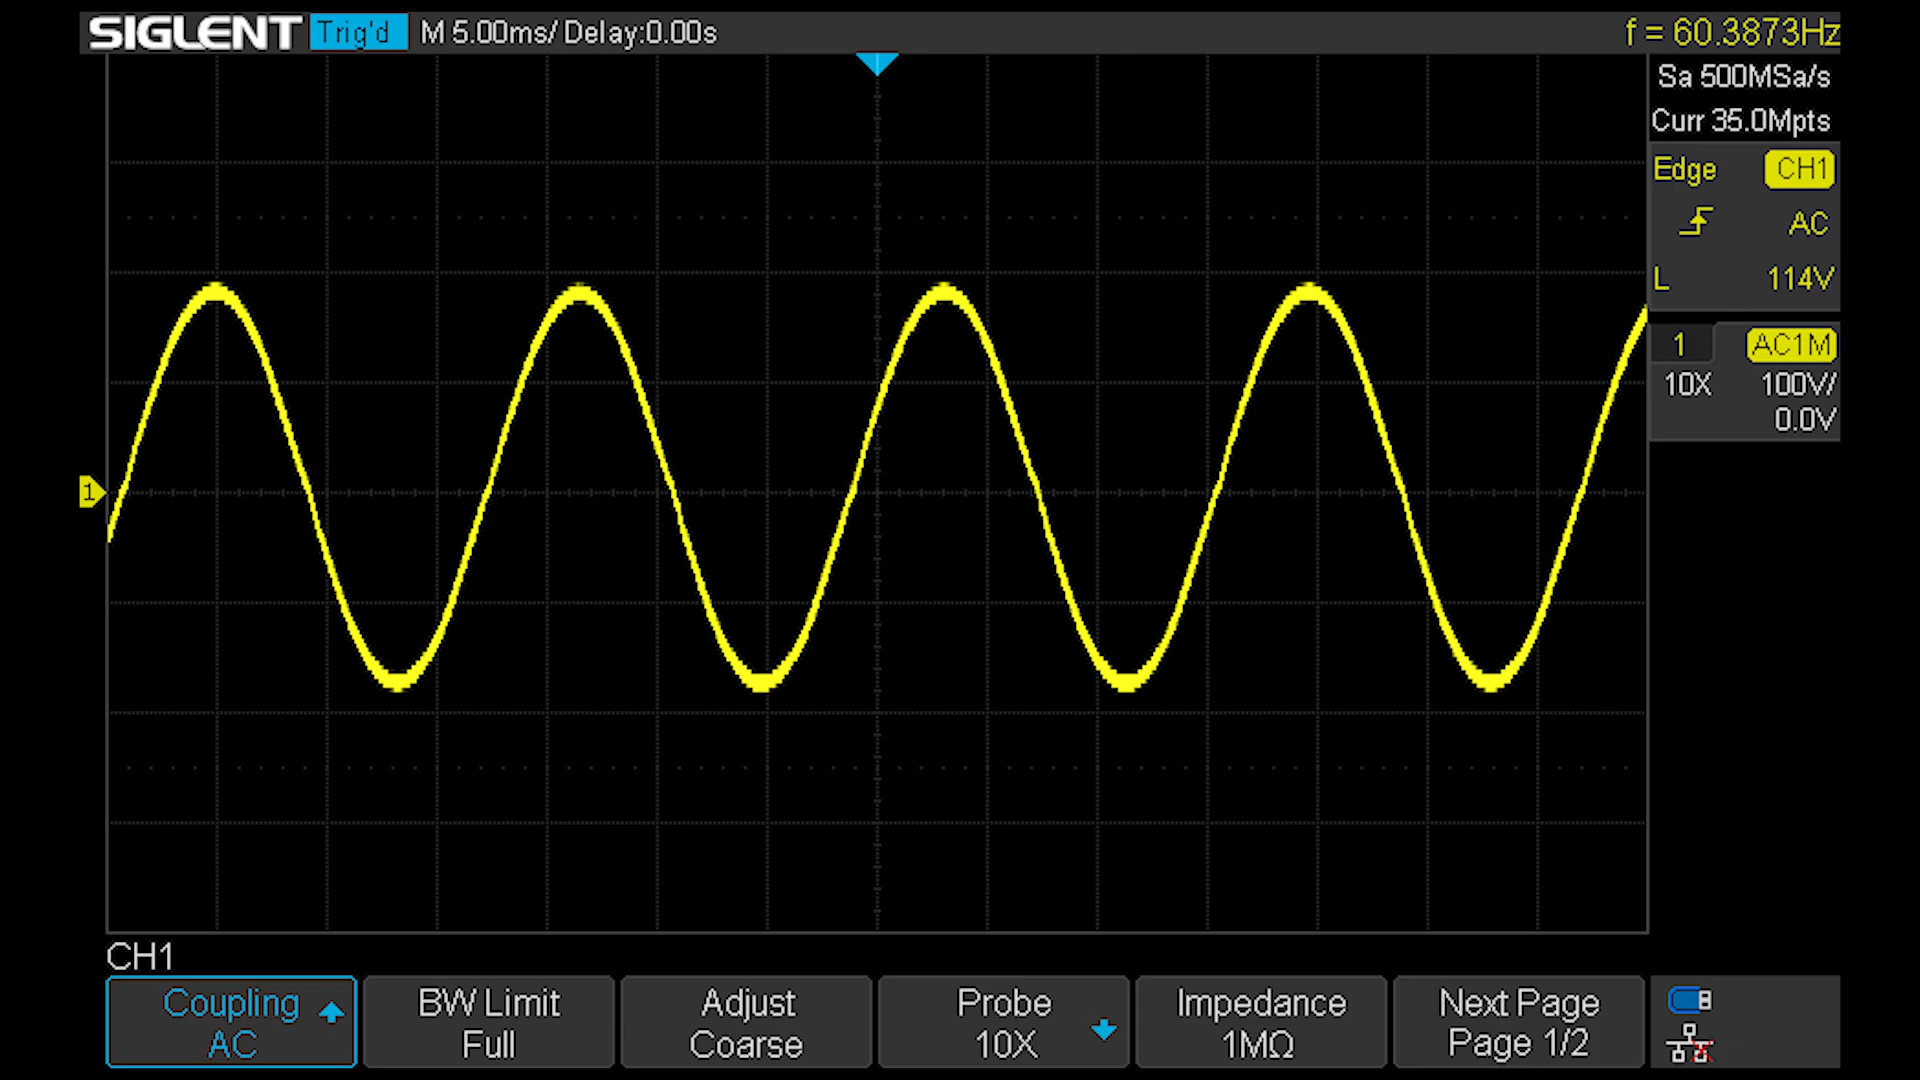 SIGLENT Trig'd M 5.00ms/ Delay:0.00s f = 60.3873Hz
Sa 500MSa/s
Curr 35.0Mpts
Edge CH1
AC
L 114V
1 AC1M
10X 100V/
0.0V
1
CH1
Coupling
AC
BW Limit
Full
Adjust
Coarse
Probe
10X
Impedance
1MΩ
Next Page
Page 1/2